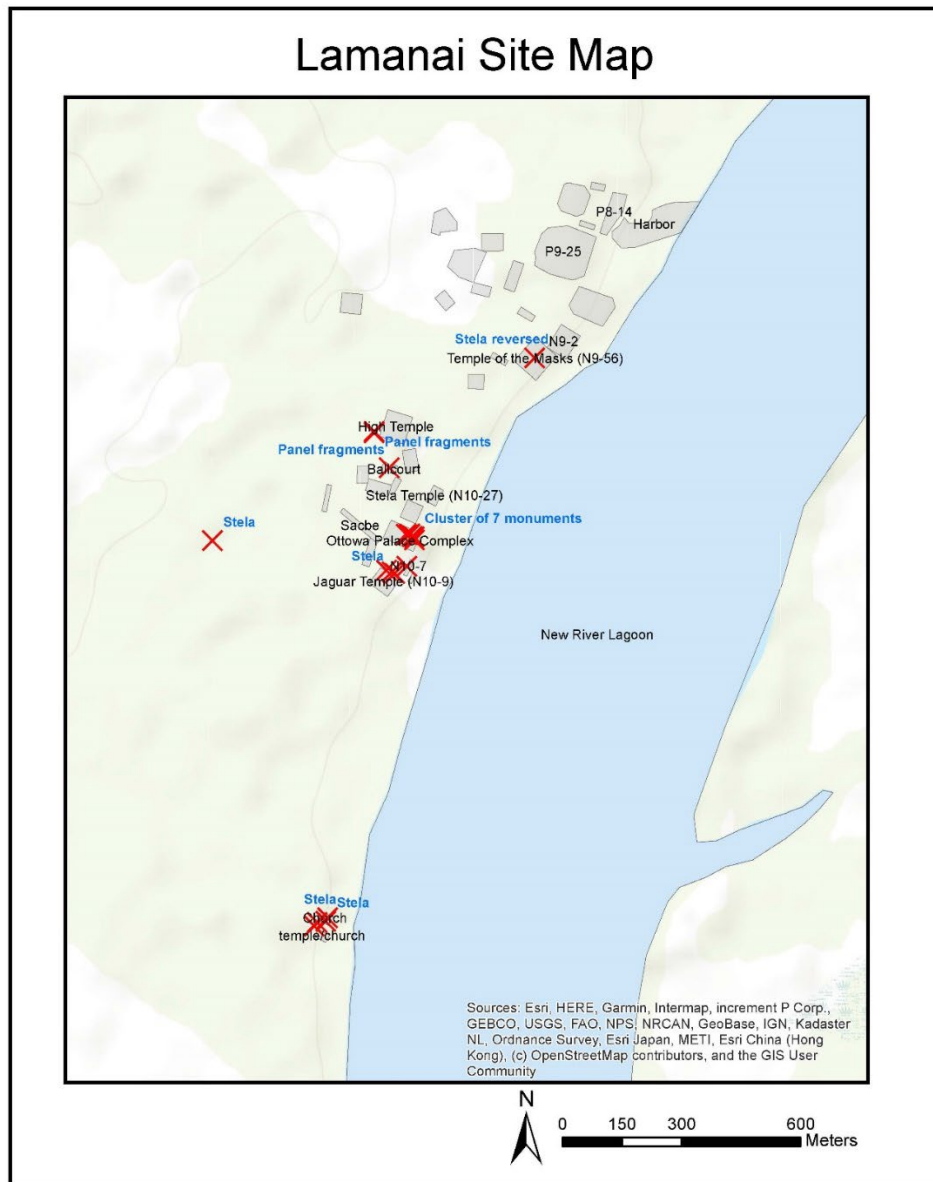 Lamanai Site Map
P8-14
Harbor
P9-25
Stela reversed
N9-2
Temple of the Masks (N9-56)
High Temple
Panel fragments
Panel fragments
Ballcourt
Stela Temple (N10-27)
Stela
Sacbe
Cluster of 7 monuments
Ottowa Palace Complex
Stela
N10-7
Jaguar Temple (N10-9)
New River Lagoon
Stela
Stela
Church
temple/church
Sources: Esri, HERE, Garmin, Intermap, increment P Corp.,
GEBCO, USGS, FAO, NPS, NRCAN, GeoBase, IGN, Kadaster
NL, Ordnance Survey, Esri Japan, METI, Esri China (Hong
Kong), (c) OpenStreetMap contributors, and the GIS User
Community
N
0 150 300 600
Meters